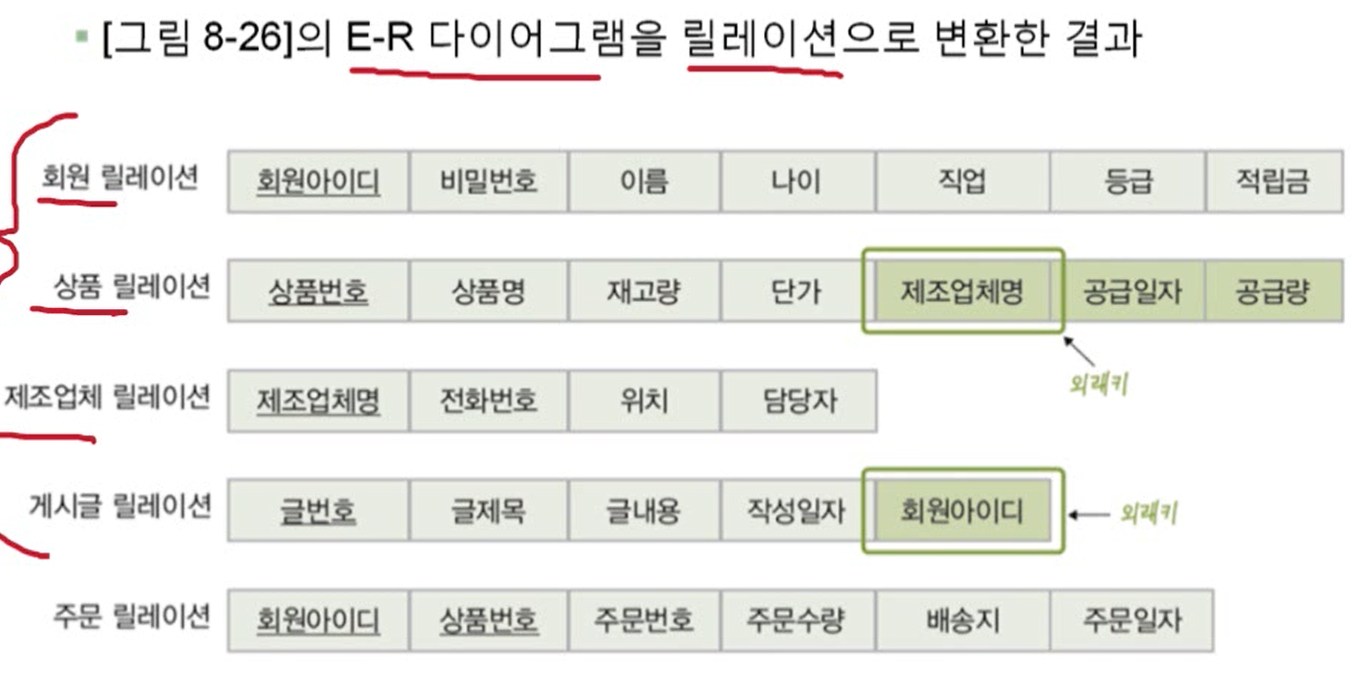 [그림 8-26]의 E-R 다이어그램을 릴레이션으로 변환한 결과
회원 릴레이션 회원아이디 비밀번호 이름 나이 직업 등급 적립금
상품 릴레이션 상품번호 상품명 재고량 단가 제조업체명 공급일자 공급량
외래키
제조업체 릴레이션 제조업체명 전화번호 위치 담당자
게시글 릴레이션 글번호 글제목 글내용 작성일자 회원아이디 외래키
주문 릴레이션 회원아이디 상품번호 주문번호 주문수량 배송지 주문일자